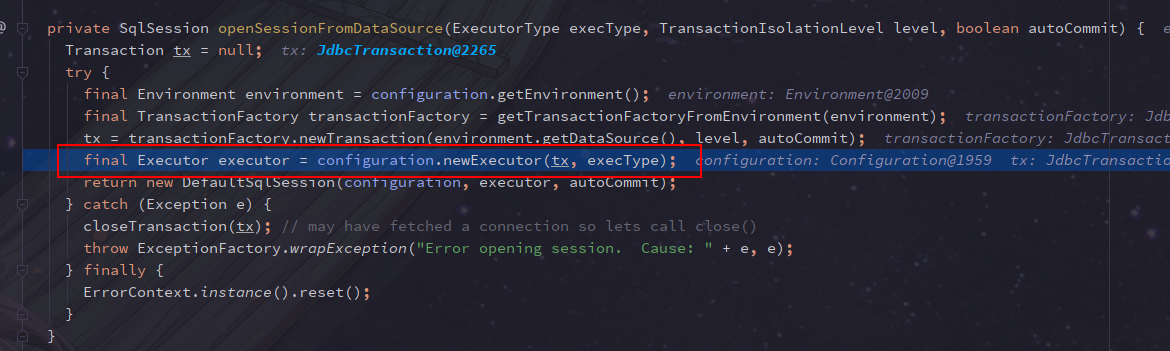 private SqlSession openSessionFromDataSource(ExecutorType execType, TransactionIsolationLevel level, boolean autoCommit) {
Transaction tx = null; tx: JdbcTransaction@2265
try {
final Environment environment = configuration.getEnvironment(); environment: Environment@2009
final TransactionFactory transactionFactory = getTransactionFactoryFromEnvironment(environment); transactionFactory: Jdb
tx = transactionFactory.newTransaction(environment.getDataSource(), level, autoCommit); transactionFactory: JdbcTransact
final Executor executor = configuration.newExecutor(tx, execType); configuration: Configuration@1959 tx: JdbcTransaction
return new DefaultSqlSession(configuration, executor, autoCommit);
} catch (Exception e) {
closeTransaction(tx); // may have fetched a connection so lets call close()
throw ExceptionFactory.wrapException("Error opening session.  Cause: " + e, e);
} finally {
ErrorContext.instance().reset();
}
}